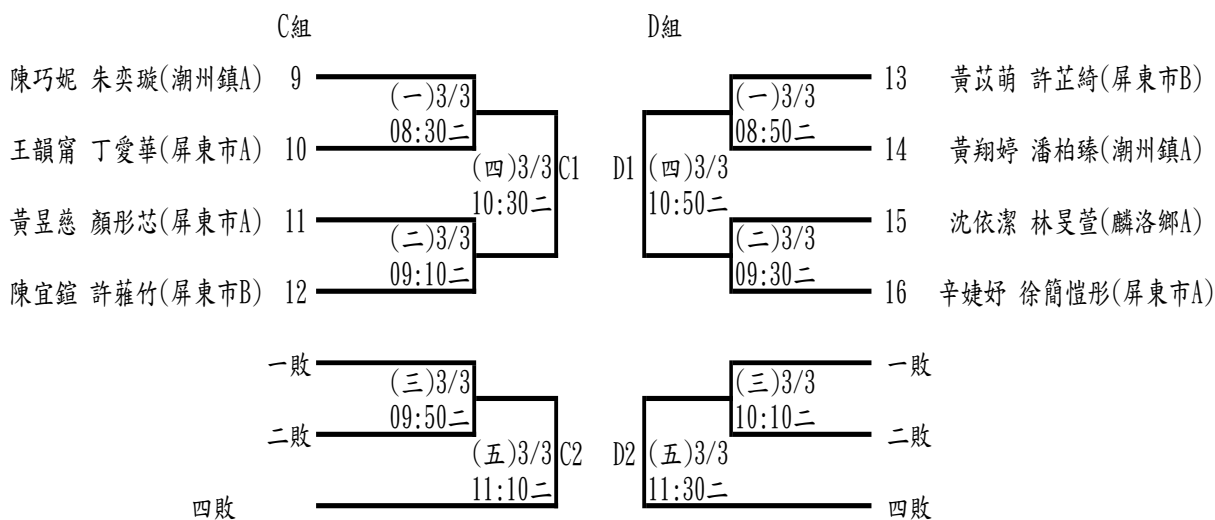 C組
D組
陳巧妮 朱奕璇(潮州鎮A) 9
(一)3/3
08:30二
王韻甯 丁愛華(屏東市A) 10
(四)3/3 C1
10:30二
黃昱慈 顏彤芯(屏東市A) 11
(二)3/3
09:10二
陳宜鍹 許蕥竹(屏東市B) 12
13 黃苡萌 許芷綺(屏東市B)
(一)3/3
08:50二
14 黃翔婷 潘柏臻(潮州鎮A)
D1 (四)3/3
10:50二
15 沈依潔 林旻萱(麟洛鄉A)
(二)3/3
09:30二
16 辛婕妤 徐簡愷彤(屏東市A)
一敗
(三)3/3
09:50二
二敗
(五)3/3 C2
11:10二
四敗
一敗
(三)3/3
10:10二
二敗
D2 (五)3/3
11:30二
四敗